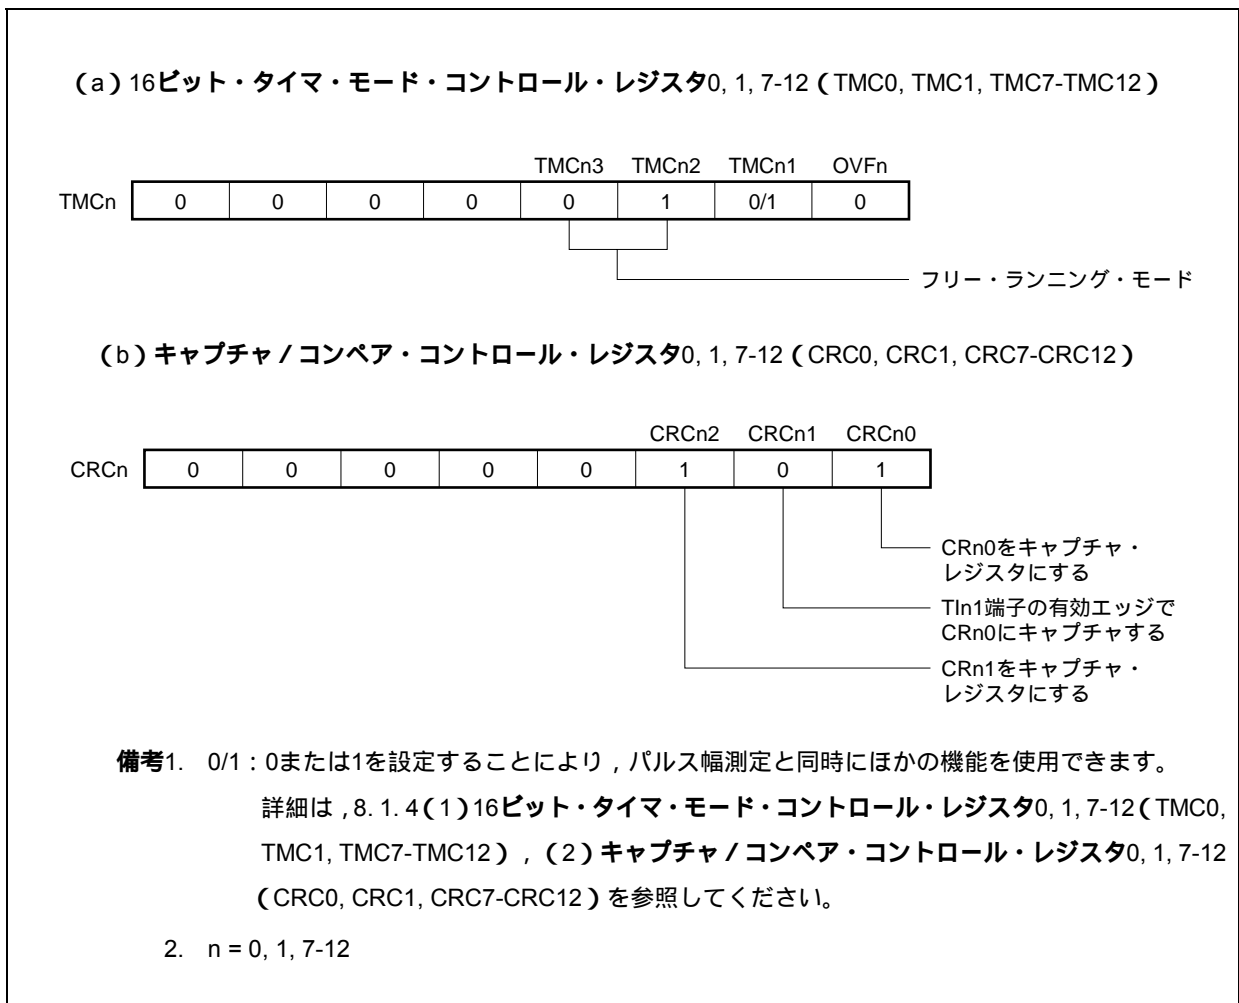 (a)16ビット・タイマ・モード・コントロール・レジスタ0, 1, 7-12(TMC0, TMC1, TMC7-TMC12)
TMCn3 TMCn2 TMCn1 OVFn
TMCn 0 0 0 0 0 1 0/1 0
フリー・ランニング・モード
(b)キャプチャ/コンペア・コントロール・レジスタ0, 1, 7-12(CRC0, CRC1, CRC7-CRC12)
CRCn2 CRCn1 CRCn0
CRCn 0 0 0 0 0 1 0 1
CRn0をキャプチャ・
レジスタにする
TIn1端子の有効エッジで
CRn0にキャプチャする
CRn1をキャプチャ・
レジスタにする
備考1. 0/1:0または1を設定することにより,パルス幅測定と同時にほかの機能を使用できます。
詳細は,8. 1. 4(1)16ビット・タイマ・モード・コントロール・レジスタ0, 1, 7-12(TMC0,
TMC1, TMC7-TMC12),(2)キャプチャ/コンペア・コントロール・レジスタ0, 1, 7-12
(CRC0, CRC1, CRC7-CRC12)を参照してください。
2. n = 0, 1, 7-12